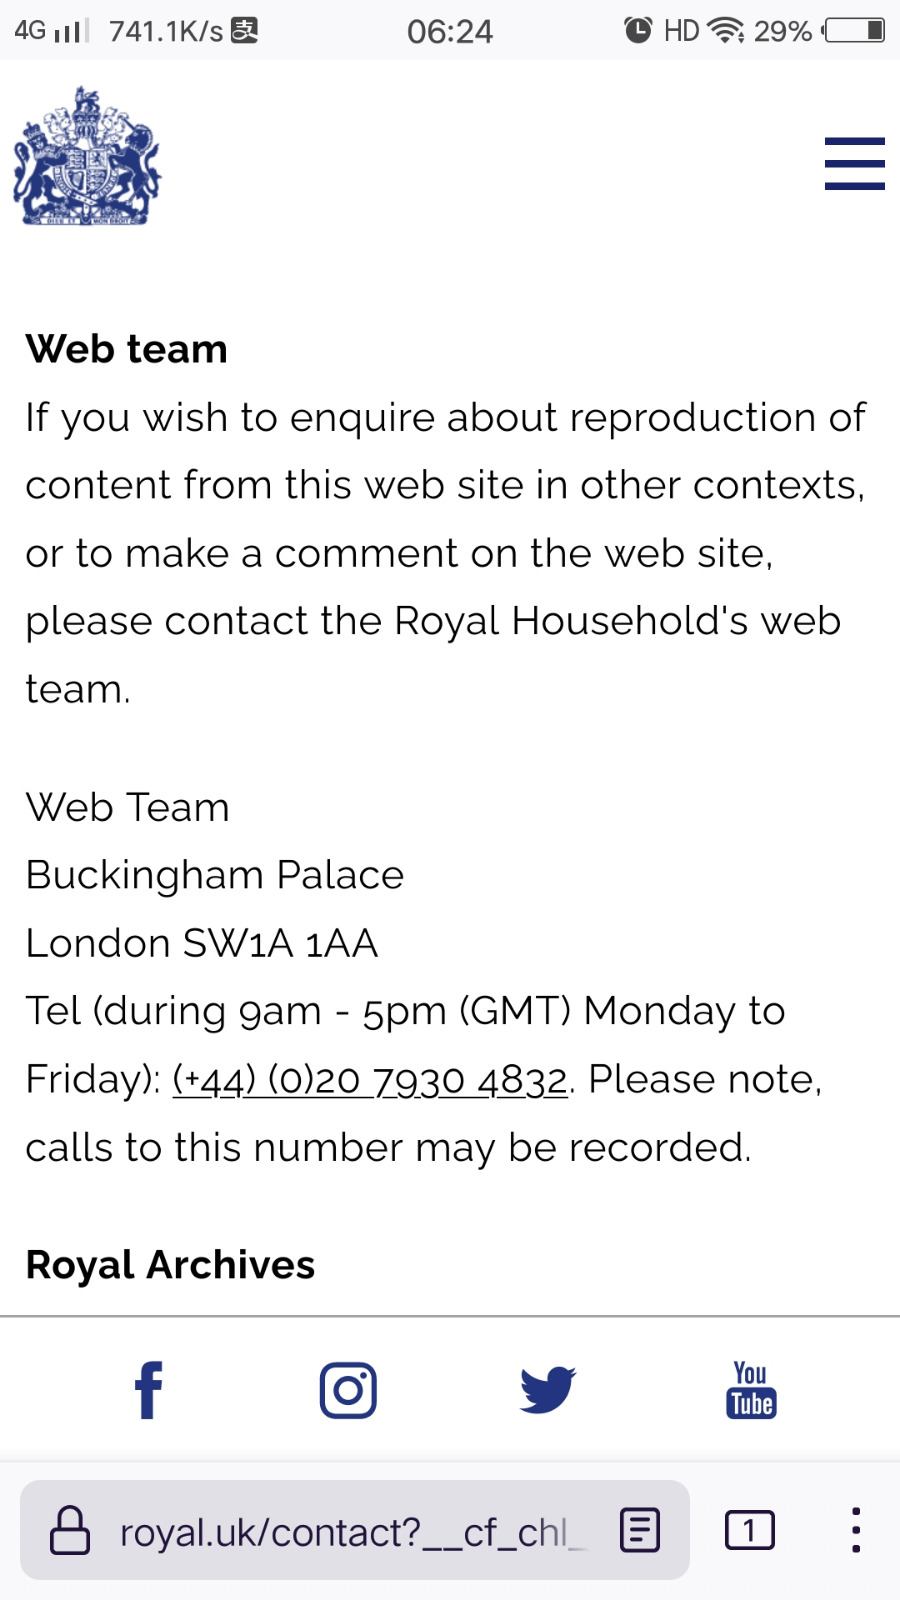 4G 741.1K/s 支 06:24 HD 29%
DIEU ET MON DROIT
Web team
If you wish to enquire about reproduction of
content from this web site in other contexts,
or to make a comment on the web site,
please contact the Royal Household's web
team.
Web Team
Buckingham Palace
London SW1A 1AA
Tel (during 9am - 5pm (GMT) Monday to
Friday): (+44) (0)20 7930 4832. Please note,
calls to this number may be recorded.
Royal Archives
You
Tube
royal.uk/contact?__cf_chl_ 1